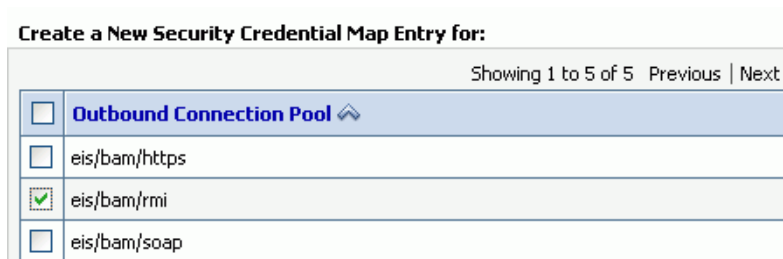 Create a New Security Credential Map Entry for:
Showing 1 to 5 of 5 Previous | Next
Outbound Connection Pool
eis/bam/https
eis/bam/rmi
eis/bam/soap